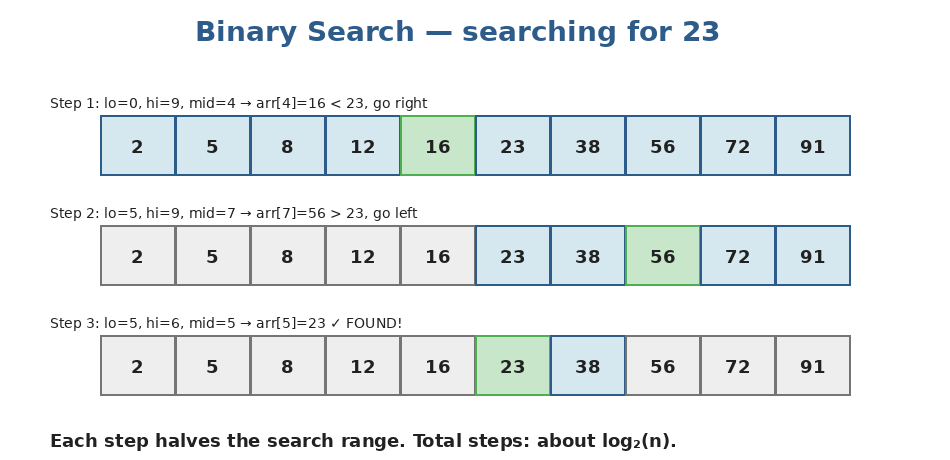 Binary Search — searching for 23
Step 1: lo=0, hi=9, mid=4 → arr[4]=16 < 23, go right
2 5 8 12 16 23 38 56 72 91
Step 2: lo=5, hi=9, mid=7 → arr[7]=56 > 23, go left
2 5 8 12 16 23 38 56 72 91
Step 3: lo=5, hi=6, mid=5 → arr[5]=23 ✓ FOUND!
2 5 8 12 16 23 38 56 72 91
Each step halves the search range. Total steps: about log₂(n).